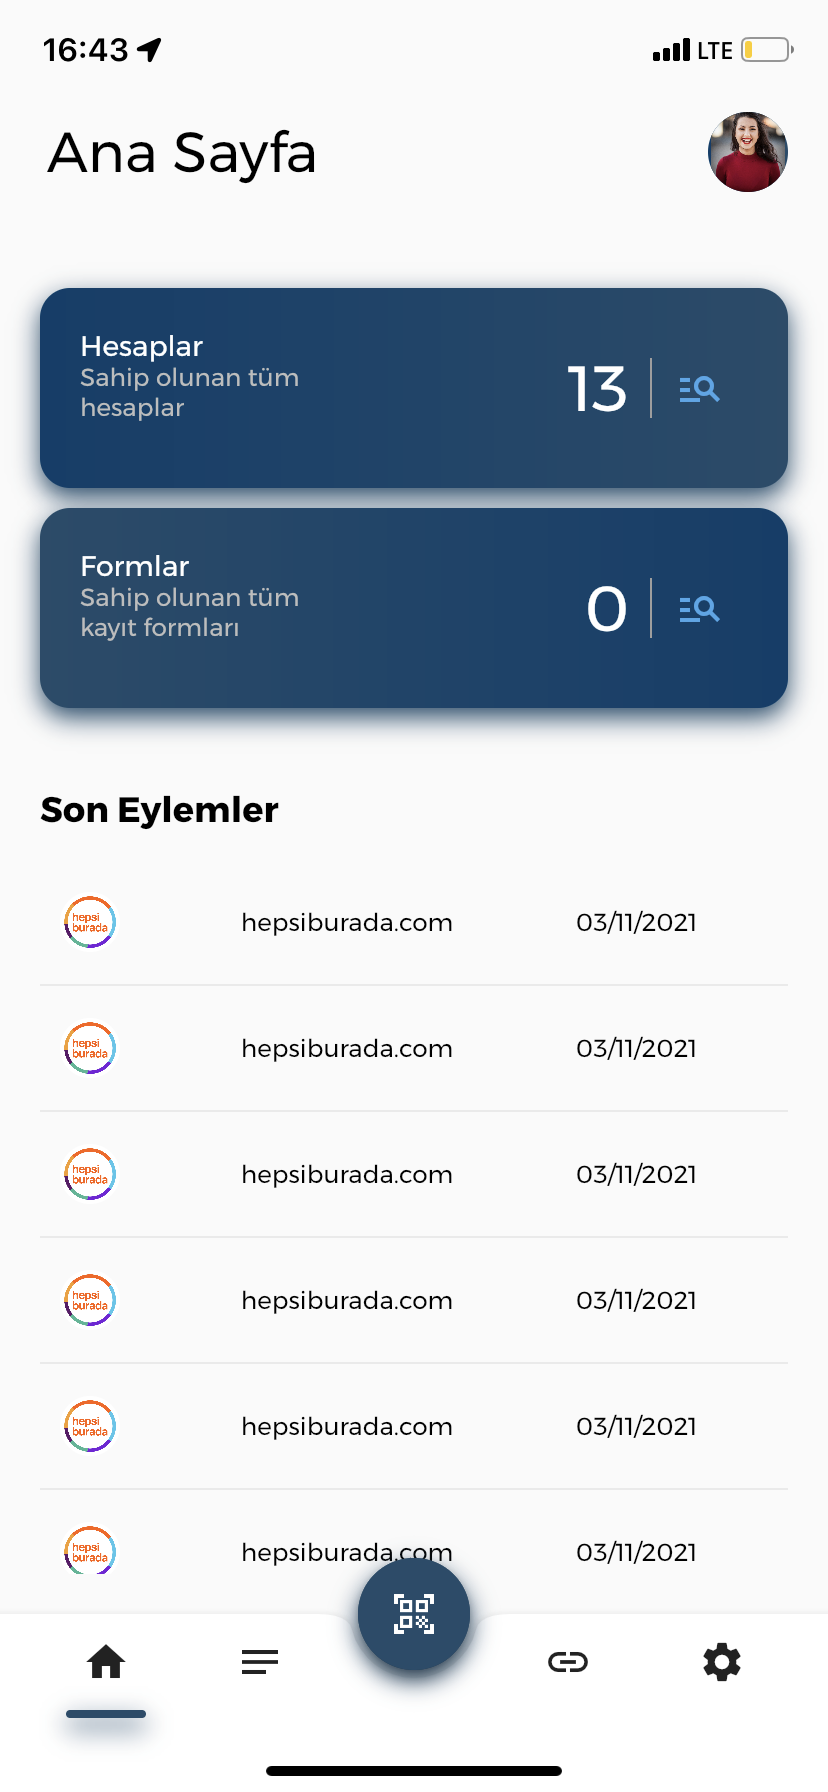 16:43
LTE
Ana Sayfa
Hesaplar
Sahip olunan tüm
hesaplar
13
Formlar
Sahip olunan tüm
kayıt formları
0
Son Eylemler
hepsi
burada
hepsiburada.com 03/11/2021
hepsi
burada
hepsiburada.com 03/11/2021
hepsi
burada
hepsiburada.com 03/11/2021
hepsi
burada
hepsiburada.com 03/11/2021
hepsi
burada
hepsiburada.com 03/11/2021
hepsi
burada
hepsiburada.com 03/11/2021